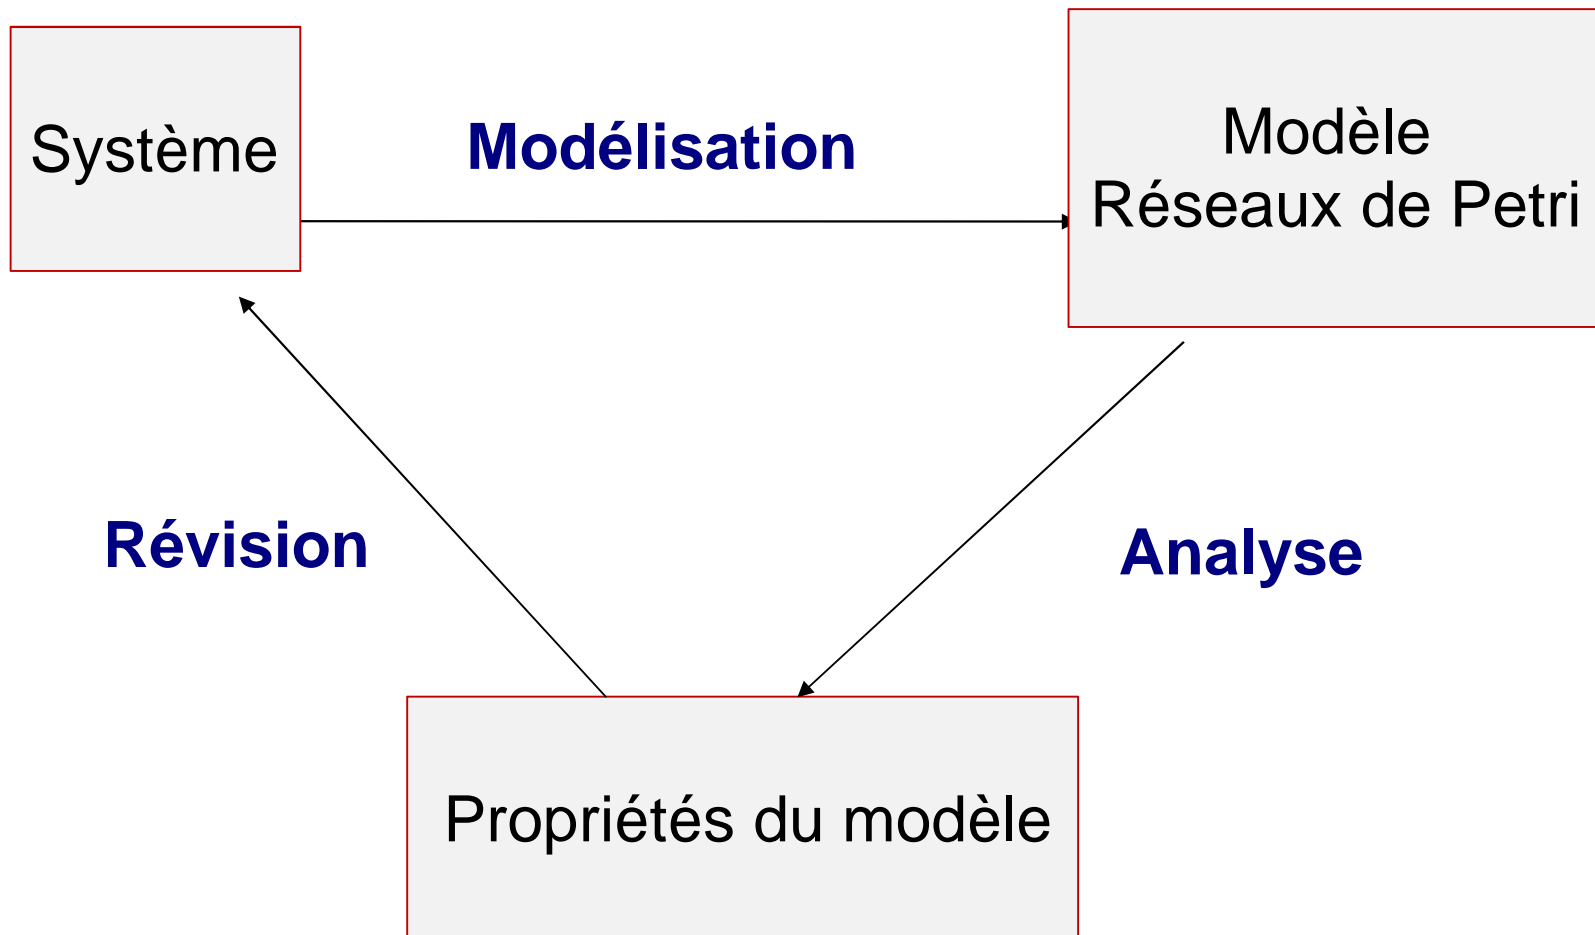 Système
Modélisation
Modèle
Réseaux de Petri
Révision
Analyse
Propriétés du modèle